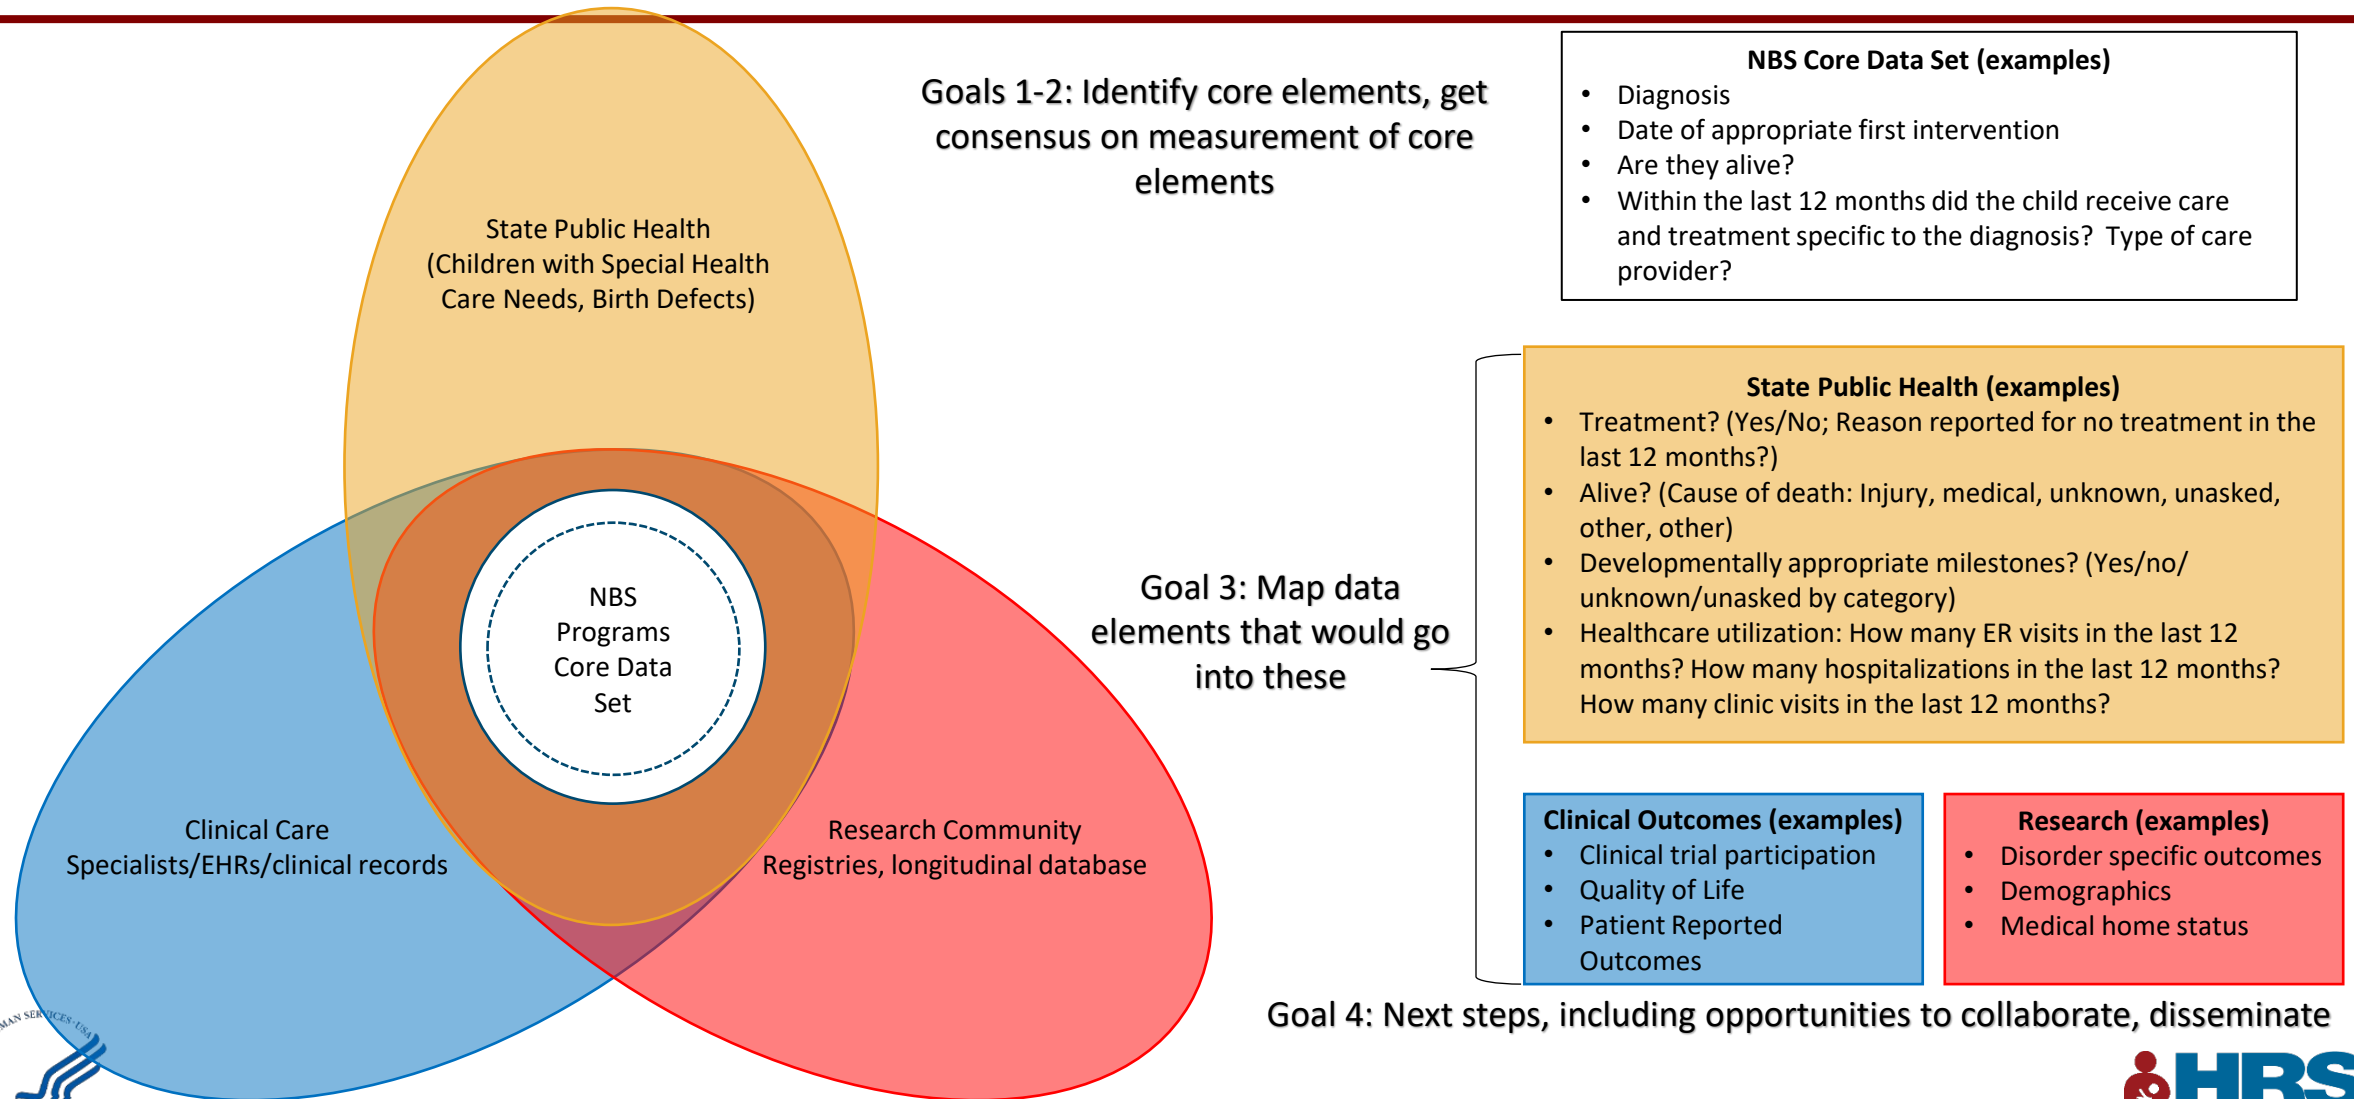 Goals 1-2: Identify core elements, get
consensus on measurement of core
elements
NBS Core Data Set (examples)
• Diagnosis
• Date of appropriate first intervention
• Are they alive?
• Within the last 12 months did the child receive care
and treatment specific to the diagnosis? Type of care
provider?
State Public Health
(Children with Special Health
Care Needs, Birth Defects)
NBS
Programs
Core Data
Set
Clinical Care
Specialists/EHRs/clinical records
Research Community
Registries, longitudinal database
Goal 3: Map data
elements that would go
into these
State Public Health (examples)
• Treatment? (Yes/No; Reason reported for no treatment in the
last 12 months?)
• Alive? (Cause of death: Injury, medical, unknown, unasked,
other, other)
• Developmentally appropriate milestones? (Yes/no/
unknown/unasked by category)
• Healthcare utilization: How many ER visits in the last 12
months? How many hospitalizations in the last 12 months?
How many clinic visits in the last 12 months?
Clinical Outcomes (examples)
• Clinical trial participation
• Quality of Life
• Patient Reported
Outcomes
Research (examples)
• Disorder specific outcomes
• Demographics
• Medical home status
Goal 4: Next steps, including opportunities to collaborate, disseminate
SERVICES·USA
HRS